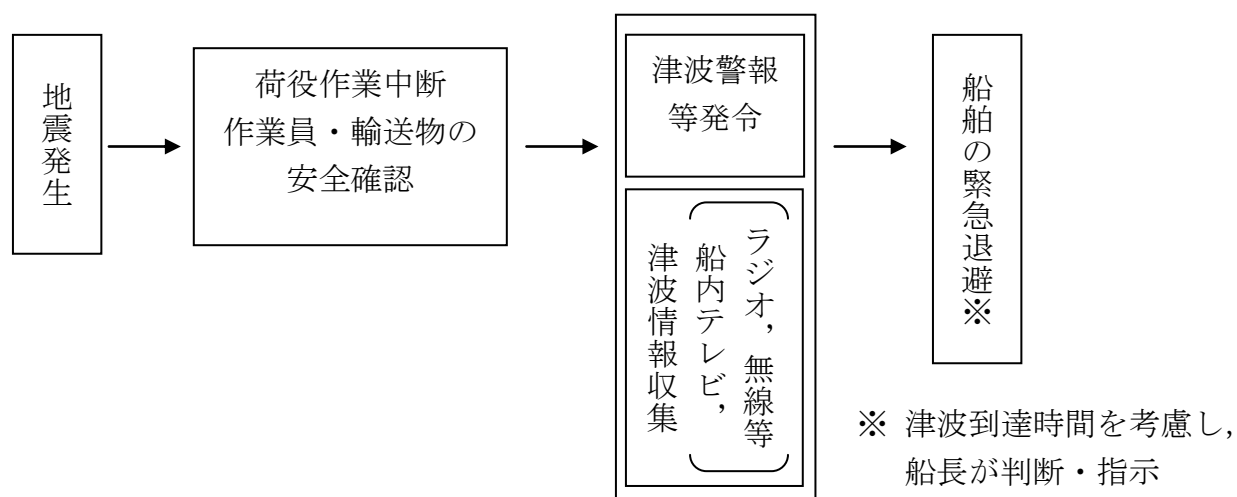 地震発生
荷役作業中断
作業員・輸送物の
安全確認
津波警報
等発令
ラジオ，無線等
船内テレビ，
津波情報収集
船舶の緊急退避※
※ 津波到達時間を考慮し，
船長が判断・指示